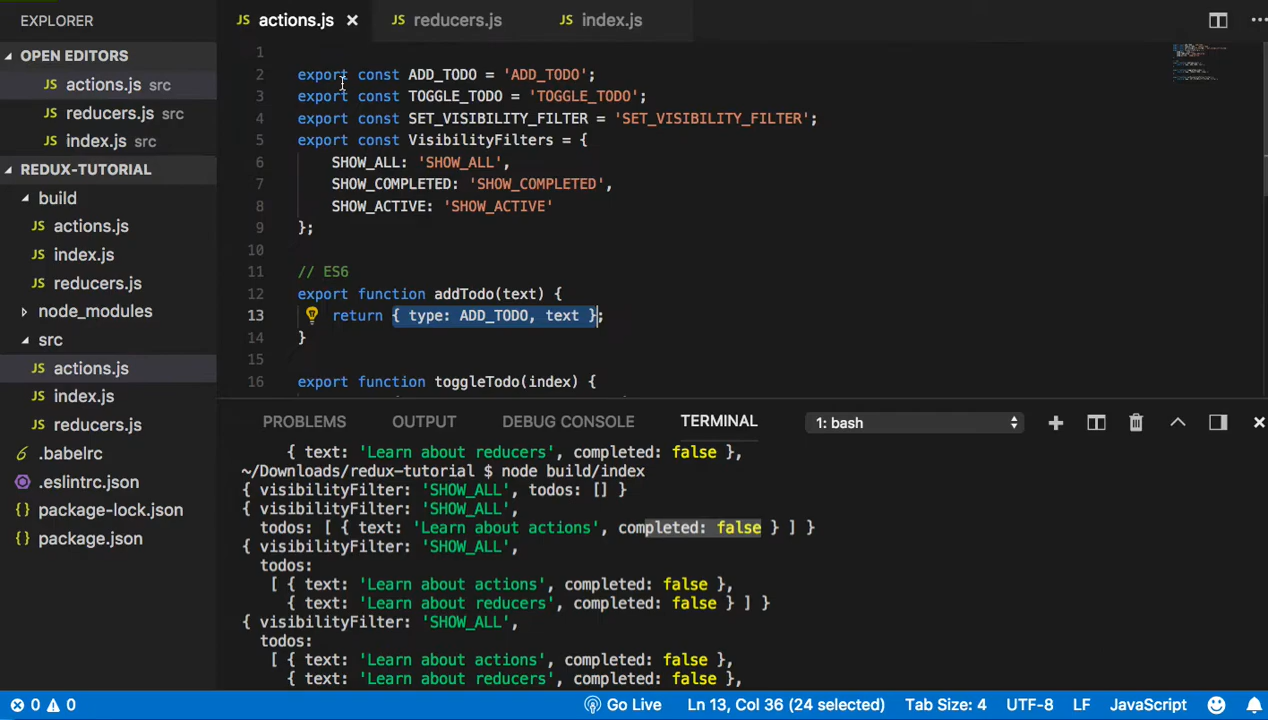 EXPLORER
OPEN EDITORS
JS actions.js src
JS reducers.js src
JS index.js src
REDUX-TUTORIAL
build
JS actions.js
JS index.js
JS reducers.js
node_modules
src
JS actions.js
JS index.js
JS reducers.js
.babelrc
.eslintrc.json
{} package-lock.json
{} package.json
JS actions.js × JS reducers.js JS index.js
1
2 export const ADD_TODO = 'ADD_TODO';
3 export const TOGGLE_TODO = 'TOGGLE_TODO';
4 export const SET_VISIBILITY_FILTER = 'SET_VISIBILITY_FILTER';
5 export const VisibilityFilters = {
6 SHOW_ALL: 'SHOW_ALL',
7 SHOW_COMPLETED: 'SHOW_COMPLETED',
8 SHOW_ACTIVE: 'SHOW_ACTIVE'
9 };
10
11 // ES6
12 export function addTodo(text) {
13 return { type: ADD_TODO, text };
14 }
15
16 export function toggleTodo(index) {
PROBLEMS OUTPUT DEBUG CONSOLE TERMINAL 1: bash
{ text: 'Learn about reducers', completed: false },
~/Downloads/redux-tutorial $ node build/index
{ visibilityFilter: 'SHOW_ALL', todos: [] }
{ visibilityFilter: 'SHOW_ALL',
todos: [ { text: 'Learn about actions', completed: false } ] }
{ visibilityFilter: 'SHOW_ALL',
todos:
[ { text: 'Learn about actions', completed: false },
{ text: 'Learn about reducers', completed: false } ] }
{ visibilityFilter: 'SHOW_ALL',
todos:
[ { text: 'Learn about actions', completed: false },
{ text: 'Learn about reducers', completed: false },
0 0 Go Live Ln 13, Col 36 (24 selected) Tab Size: 4 UTF-8 LF JavaScript